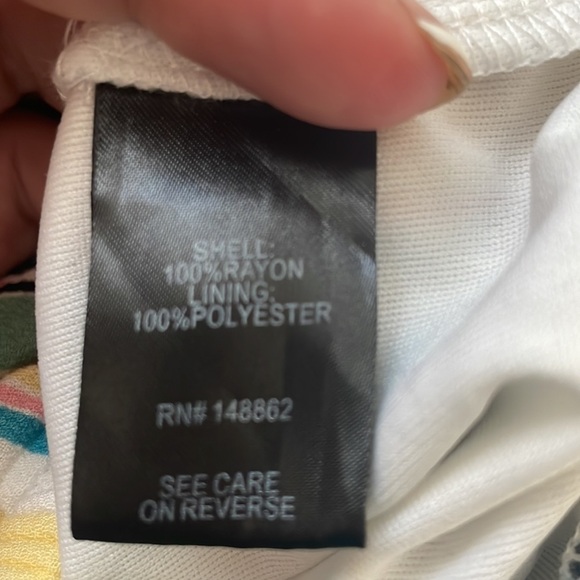 SHELL:
100%RAYON
LINING:
100%POLYESTER
RN# 148862
SEE CARE
ON REVERSE